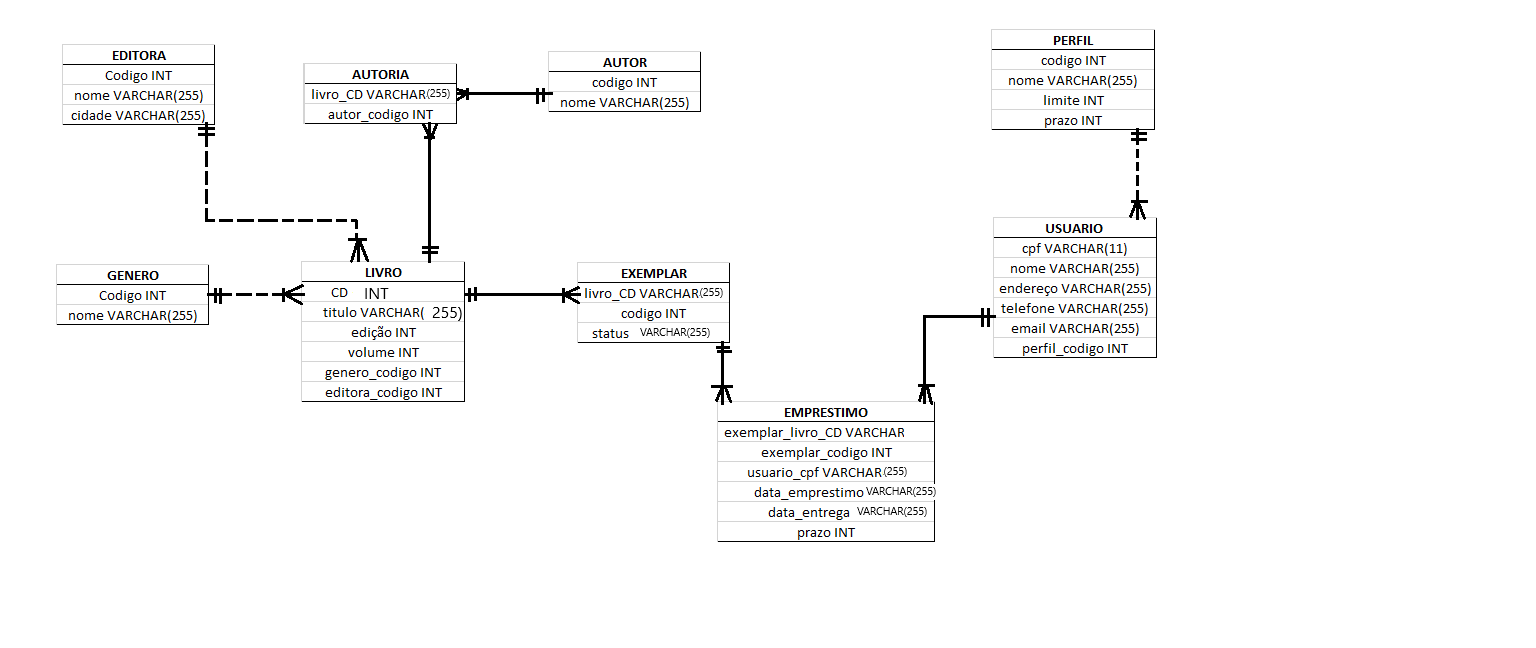 EDITORA
Codigo INT
nome VARCHAR(255)
cidade VARCHAR(255)
AUTORIA
livro_CD VARCHAR(255)
autor_codigo INT
AUTOR
codigo INT
nome VARCHAR(255)
PERFIL
codigo INT
nome VARCHAR(255)
limite INT
prazo INT
GENERO
Codigo INT
nome VARCHAR(255)
LIVRO
CD INT
titulo VARCHAR( 255)
edição INT
volume INT
genero_codigo INT
editora_codigo INT
EXEMPLAR
livro_CD VARCHAR(255)
codigo INT
status VARCHAR(255)
USUARIO
cpf VARCHAR(11)
nome VARCHAR(255)
endereço VARCHAR(255)
telefone VARCHAR(255)
email VARCHAR(255)
perfil_codigo INT
EMPRESTIMO
exemplar_livro_CD VARCHAR
exemplar_codigo INT
usuario_cpf VARCHAR(255)
data_emprestimo VARCHAR(255)
data_entrega VARCHAR(255)
prazo INT